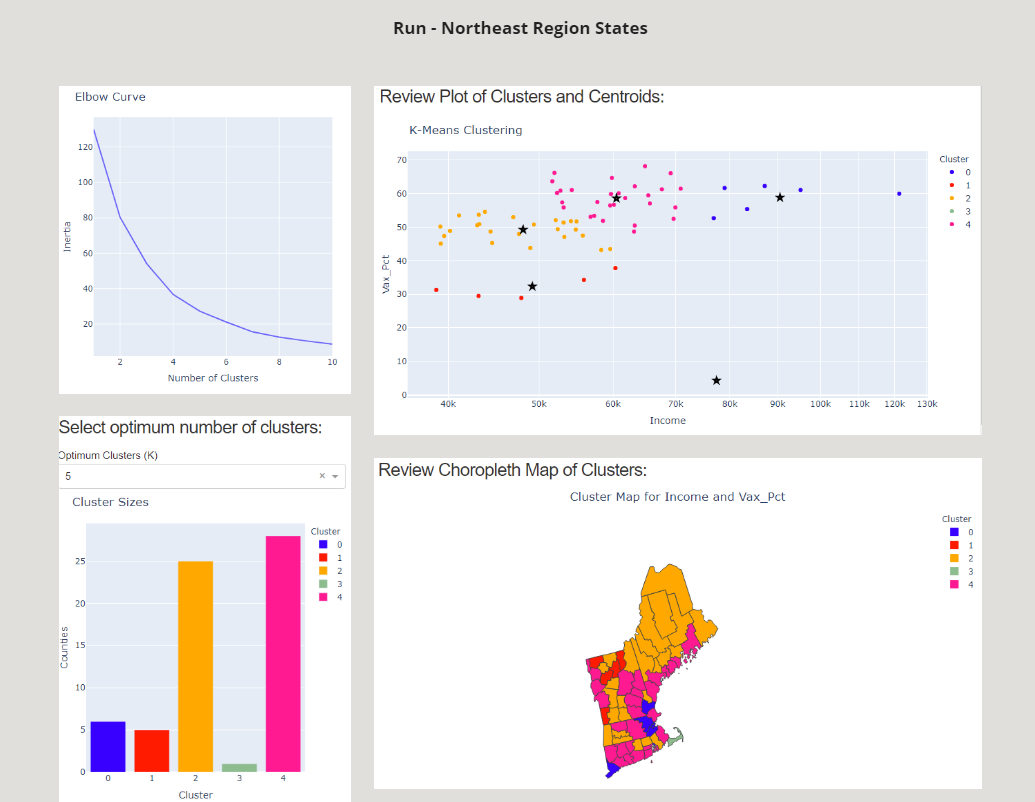 Run - Northeast Region States
Elbow Curve
120
100
80
60
40
20
Inertia
2 4 6 8 10
Number of Clusters
Review Plot of Clusters and Centroids:
K-Means Clustering
70
60
50
40
30
20
10
0
Vax_Pct
40k 50k 60k 70k 80k 90k 100k 110k 120k 130k
Income
Cluster
0
1
2
3
4
Select optimum number of clusters:
Optimum Clusters (K)
5 ×
Cluster Sizes
25
20
15
10
5
0
Counties
0 1 2 3 4
Cluster
Cluster
0
1
2
3
4
Review Choropleth Map of Clusters:
Cluster Map for Income and Vax_Pct
Cluster
0
1
2
3
4